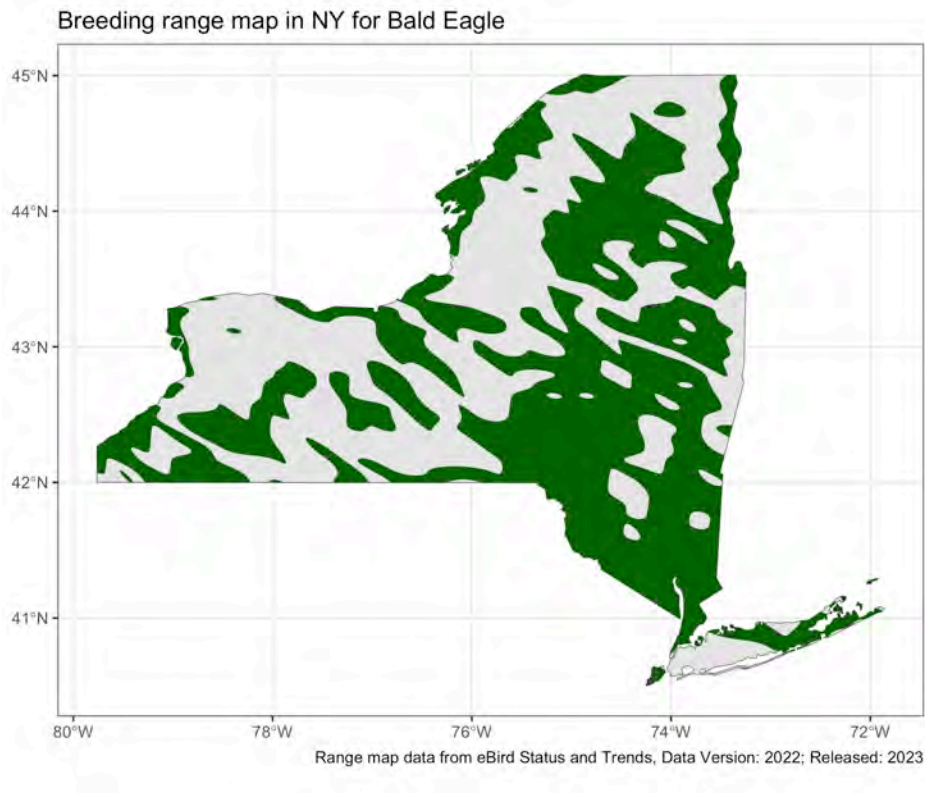 Breeding range map in NY for Bald Eagle
45°N
44°N
43°N
42°N
41°N
80°W 78°W 76°W 74°W 72°W
Range map data from eBird Status and Trends, Data Version: 2022; Released: 2023